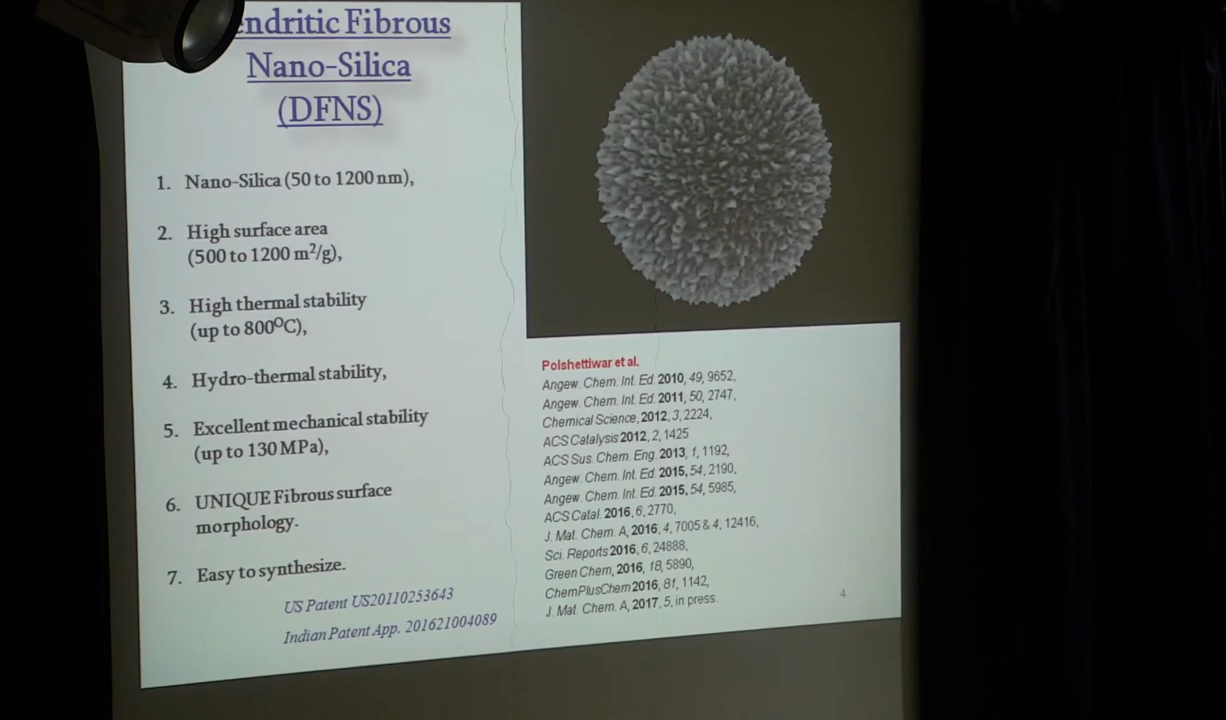 Fibrous
Nano-Silica
(DFNS)
1. Nano-Silica (50 to 1200 nm),
2. High surface area
(500 to 1200 m²/g),
3. High thermal stability
(up to 800⁰C),
4. Hydro-thermal stability,
5. Excellent mechanical stability
(up to 130 MPa),
6. UNIQUE Fibrous surface
morphology.
7. Easy to synthesize.
US Patent US20110253643
Indian Patent App. 201621004089
Polshettiwar et al.
Angew. Chem. Int. Ed. 2010, 49, 9652,
Angew. Chem. Int. Ed. 2011, 50, 2747,
Chemical Science, 2012, 3, 2224,
ACS Catalysis 2012, 2, 1425
ACS Sus. Chem. Eng. 2013, 1, 1192,
Angew. Chem. Int. Ed. 2015, 54, 2190,
Angew. Chem. Int. Ed. 2015, 54, 5985,
ACS Catal. 2016, 6, 2770,
J. Mat. Chem. A, 2016, 4, 7005 & 4, 12416,
Sci. Reports 2016, 6, 24888,
Green Chem, 2016, 18, 5890,
ChemPlusChem 2016, 81, 1142,
J. Mat. Chem. A, 2017, 5, in press.
4